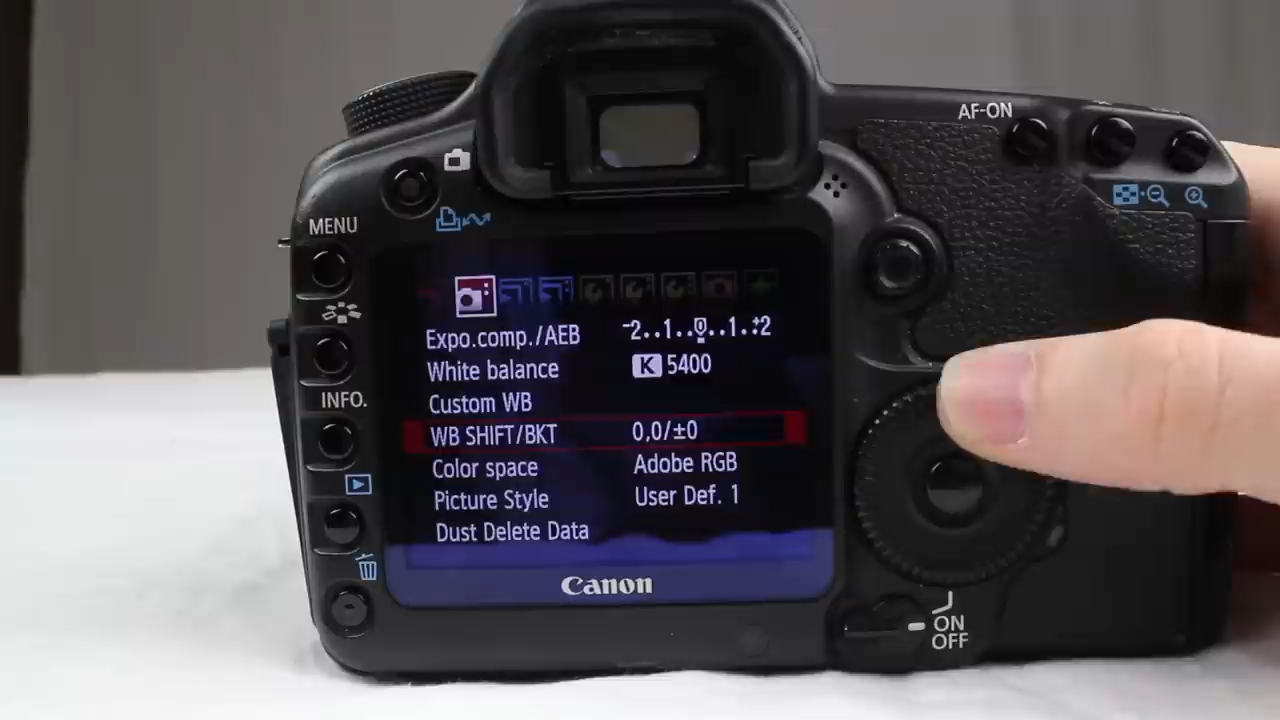 AF-ON
MENU
Expo.comp./AEB -2..1..0..1.+2
White balance K 5400
INFO.
Custom WB
WB SHIFT/BKT 0,0/±0
Color space Adobe RGB
Picture Style User Def. 1
Dust Delete Data
Canon
ON
OFF